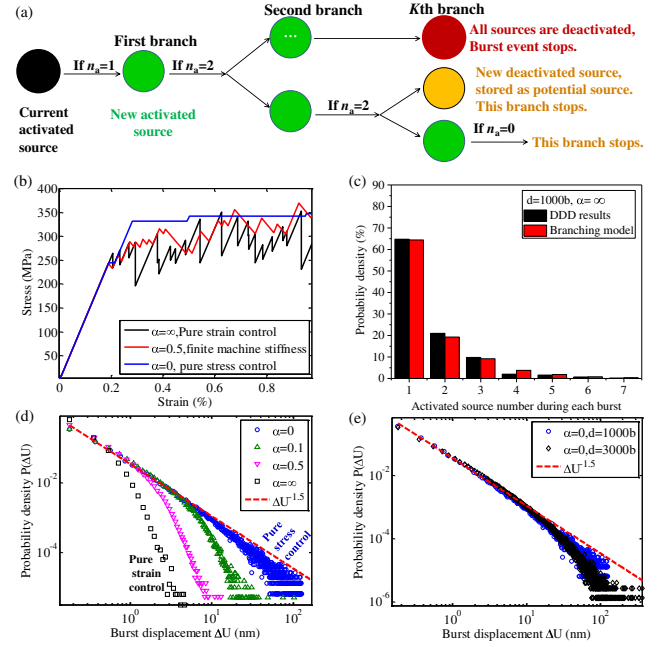 (a)
Second branch
Kth branch
First branch
...
All sources are deactivated,
Burst event stops.
If nₐ=1
If nₐ=2
New deactivated source,
stored as potential source.
This branch stops.
Current
activated
source
New activated
source
If nₐ=2
If nₐ=0
This branch stops.
(b)
Stress (MPa)
400
350
300
250
200
150
100
50
0
0.2
0.4
0.6
0.8
Strain (%)
α=∞,Pure strain control
α=0.5,finite machine stiffness
α=0, pure stress control
(c)
Probability density (%)
90
80
70
60
50
40
30
20
10
0
1
2
3
4
5
6
7
Activated source number during each burst
d=1000b, α= ∞
DDD results
Branching model
(d)
Probability density P(ΔU)
10⁻²
10⁻⁴
10⁰
10¹
10²
Burst displacement ΔU (nm)
α=0
α=0.1
α=0.5
α=∞
ΔU⁻¹·⁵
Pure
stress
control
Pure
strain
control
(e)
Probability density P(ΔU)
10⁻²
10⁻⁴
10⁻⁶
10⁰
10¹
10²
Burst displacement ΔU (nm)
α=0,d=1000b
α=0,d=3000b
ΔU⁻¹·⁵